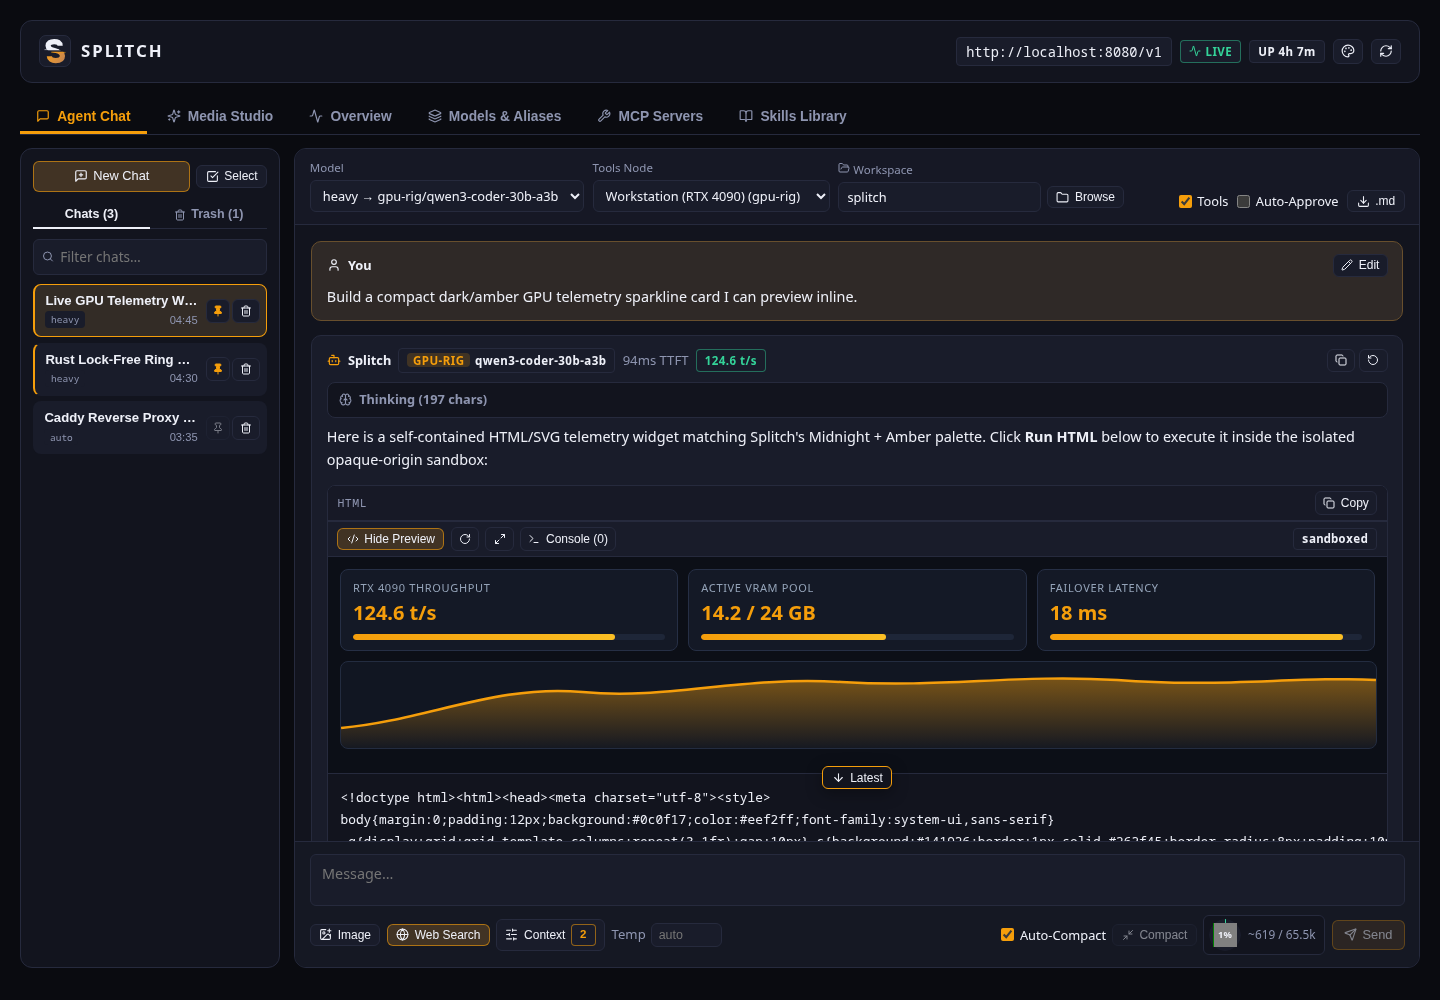 SPLITCH
http://localhost:8080/v1
LIVE
UP 4h 7m
Agent Chat
Media Studio
Overview
Models & Aliases
MCP Servers
Skills Library
New Chat
Select
Chats (3)
Trash (1)
Filter chats...
Live GPU Telemetry W...
heavy
04:45
Rust Lock-Free Ring ...
heavy
04:30
Caddy Reverse Proxy ...
auto
03:35
Model
heavy → gpu-rig/qwen3-coder-30b-a3b
Tools Node
Workstation (RTX 4090) (gpu-rig)
Workspace
splitch
Browse
Tools
Auto-Approve
.md
You
Edit
Build a compact dark/amber GPU telemetry sparkline card I can preview inline.
Splitch
GPU-RIG qwen3-coder-30b-a3b
94ms TTFT
124.6 t/s
Thinking (197 chars)
Here is a self-contained HTML/SVG telemetry widget matching Splitch's Midnight + Amber palette. Click Run HTML below to execute it inside the isolated
opaque-origin sandbox:
HTML
Copy
Hide Preview
Console (0)
sandboxed
RTX 4090 THROUGHPUT
124.6 t/s
ACTIVE VRAM POOL
14.2 / 24 GB
FAILOVER LATENCY
18 ms
Latest
<!doctype html><html><head><meta charset="utf-8"><style>
body{margin:0;padding:12px;background:#0c0f17;color:#eef2ff;font-family:system-ui,sans-serif}
Message...
Image
Web Search
Context 2
Temp
auto
Auto-Compact
Compact
1%
~619 / 65.5k
Send